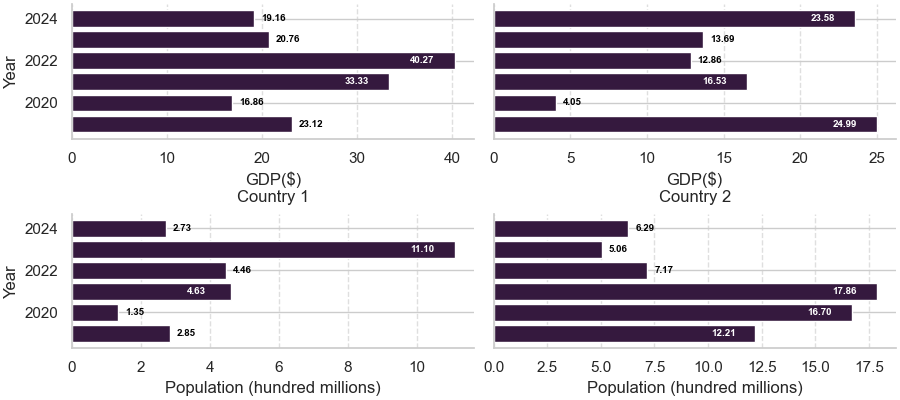 2024
2022
2020
Year
19.16
20.76
40.27
33.33
16.86
23.12
0 10 20 30 40
GDP($)
Country 1
23.58
13.69
12.86
16.53
4.05
24.99
0 5 10 15 20 25
GDP($)
Country 2
2024
2022
2020
Year
2.73
11.10
4.46
4.63
1.35
2.85
0 2 4 6 8 10
Population (hundred millions)
6.29
5.06
7.17
17.86
16.70
12.21
0.0 2.5 5.0 7.5 10.0 12.5 15.0 17.5
Population (hundred millions)